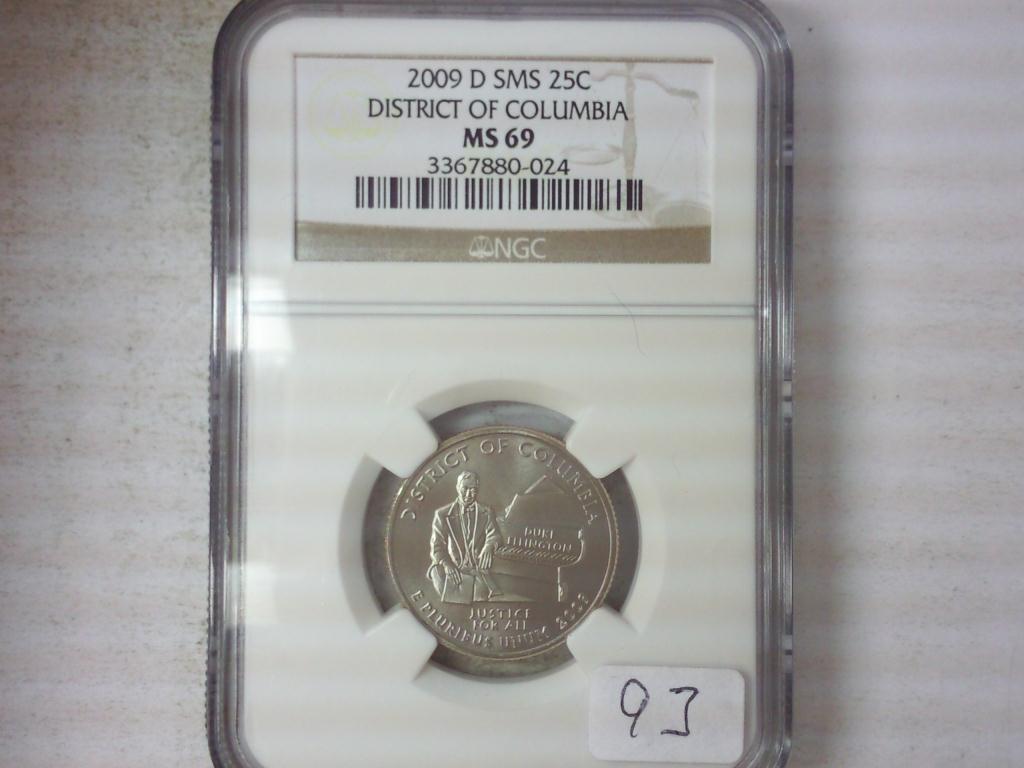 2009 D SMS 25C
DISTRICT OF COLUMBIA
MS 69
3367880-024
NGC
DISTRICT OF COLUMBIA
DUKE
ELLINGTON
JUSTICE
FOR ALL
E PLURIBUS UNUM 2009
93